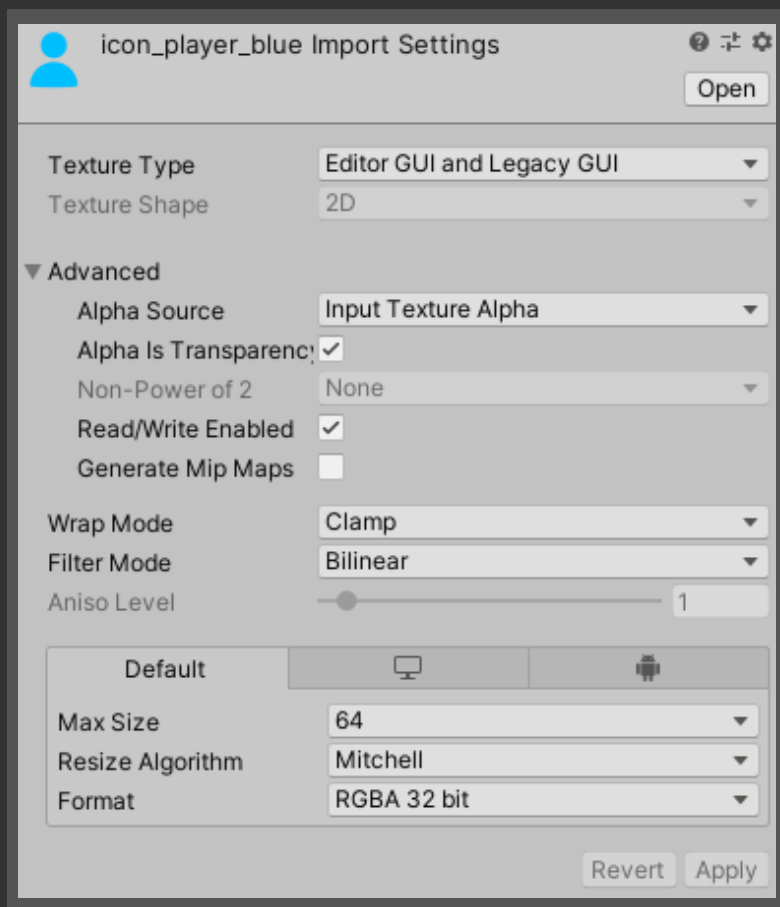 icon_player_blue Import Settings
Open
Texture Type Editor GUI and Legacy GUI
Texture Shape 2D
Advanced
Alpha Source Input Texture Alpha
Alpha Is Transparency
Non-Power of 2 None
Read/Write Enabled
Generate Mip Maps
Wrap Mode Clamp
Filter Mode Bilinear
Aniso Level 1
Default
Max Size 64
Resize Algorithm Mitchell
Format RGBA 32 bit
Revert Apply